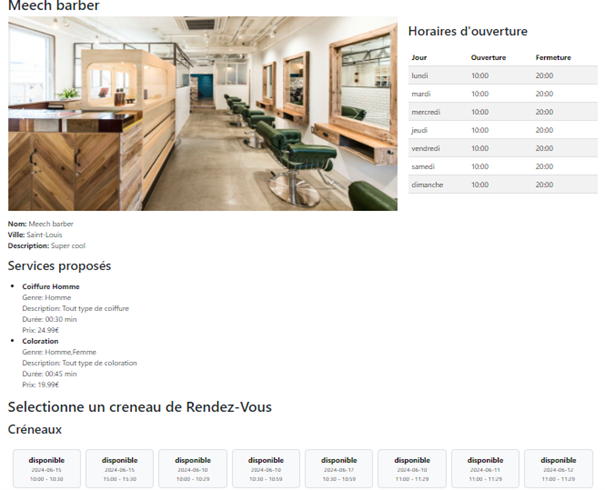 Meech barber
Horaires d'ouverture
Jour Ouverture Fermeture
lundi 10:00 20:00
mardi 10:00 20:00
mercredi 10:00 20:00
jeudi 10:00 20:00
vendredi 10:00 20:00
samedi 10:00 20:00
dimanche 10:00 20:00
Nom: Meech barber
Ville: Saint-Louis
Description: Super cool
Services proposés
Coiffure Homme
Genre: Homme
Description: Tout type de coiffure
Durée: 00:30 min
Prix: 24.99€
Coloration
Genre: Homme,Femme
Description: Tout type de coloration
Durée: 00:45 min
Prix: 19.99€
Selectionne un creneau de Rendez-Vous
Créneaux
disponible disponible disponible disponible disponible disponible disponible disponible
2024-06-15 2024-06-15 2024-06-10 2024-06-10 2024-06-17 2024-06-10 2024-06-11 2024-06-12
10:00 - 10:30 15:00 - 15:30 10:00 - 10:29 10:30 - 10:59 10:30 - 10:59 11:00 - 11:29 11:00 - 11:29 11:00 - 11:29